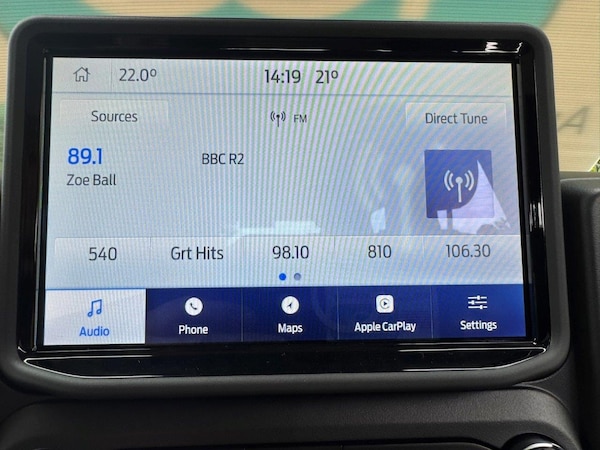 22.0°
14:19 21°
Sources
FM
Direct Tune
89.1
BBC R2
Zoe Ball
540
Grt Hits
98.10
810
106.30
Audio
Phone
Maps
Apple CarPlay
Settings
A